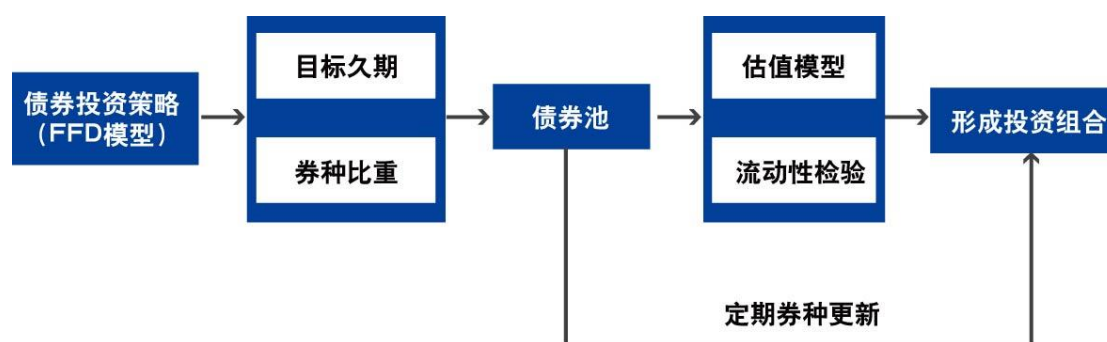 债券投资策略
（FFD模型）
目标久期
券种比重
债券池
估值模型
流动性检验
形成投资组合
定期券种更新